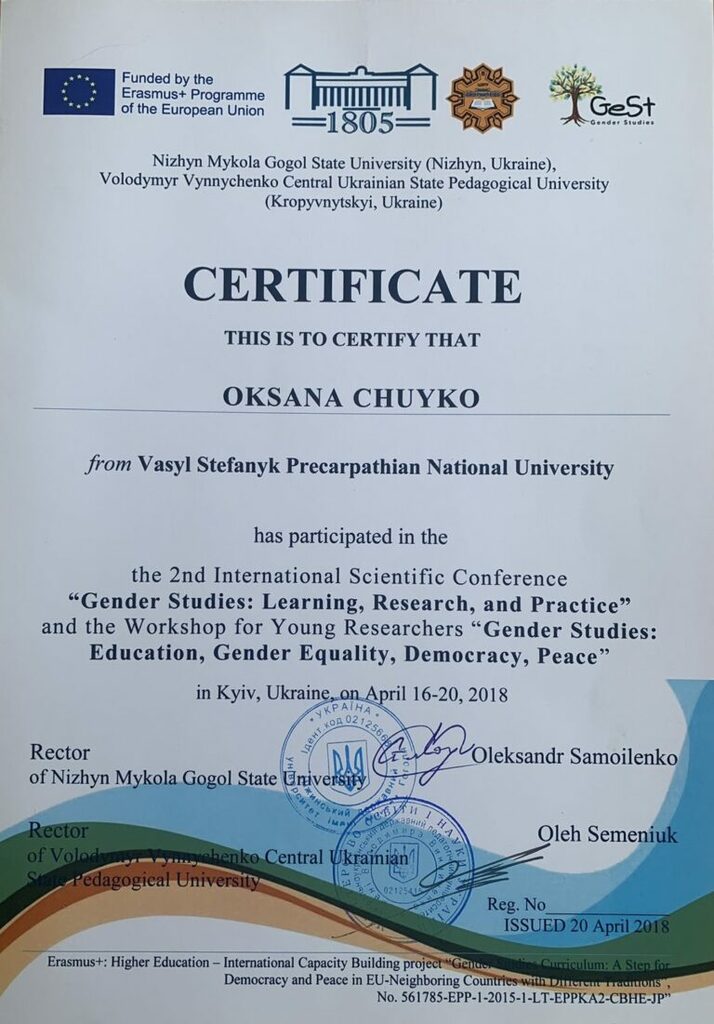 Funded by the
Erasmus+ Programme
of the European Union
1805
GeSt
Gender Studies
Nizhyn Mykola Gogol State University (Nizhyn, Ukraine),
Volodymyr Vynnychenko Central Ukrainian State Pedagogical University
(Kropyvnytskyi, Ukraine)
CERTIFICATE
THIS IS TO CERTIFY THAT
OKSANA CHUYKO
from Vasyl Stefanyk Precarpathian National University
has participated in the
the 2nd International Scientific Conference
“Gender Studies: Learning, Research, and Practice”
and the Workshop for Young Researchers “Gender Studies:
Education, Gender Equality, Democracy, Peace”
in Kyiv, Ukraine, on April 16-20, 2018
УКРАЇНА
Ідент код
Rector
Oleksandr Samoilenko
of Nizhyn Mykola Gogol State University
Rector
Oleh Semeniuk
of Volodymyr Vynnychenko Central Ukrainian
State Pedagogical University
Reg. No
ISSUED 20 April 2018
Erasmus+: Higher Education – International Capacity Building project “Gender Studies Curriculum: A Step for
Democracy and Peace in EU-Neighboring Countries with Different Traditions”,
No. 561785-EPP-1-2015-1-LT-EPPKA2-CBHE-JP”